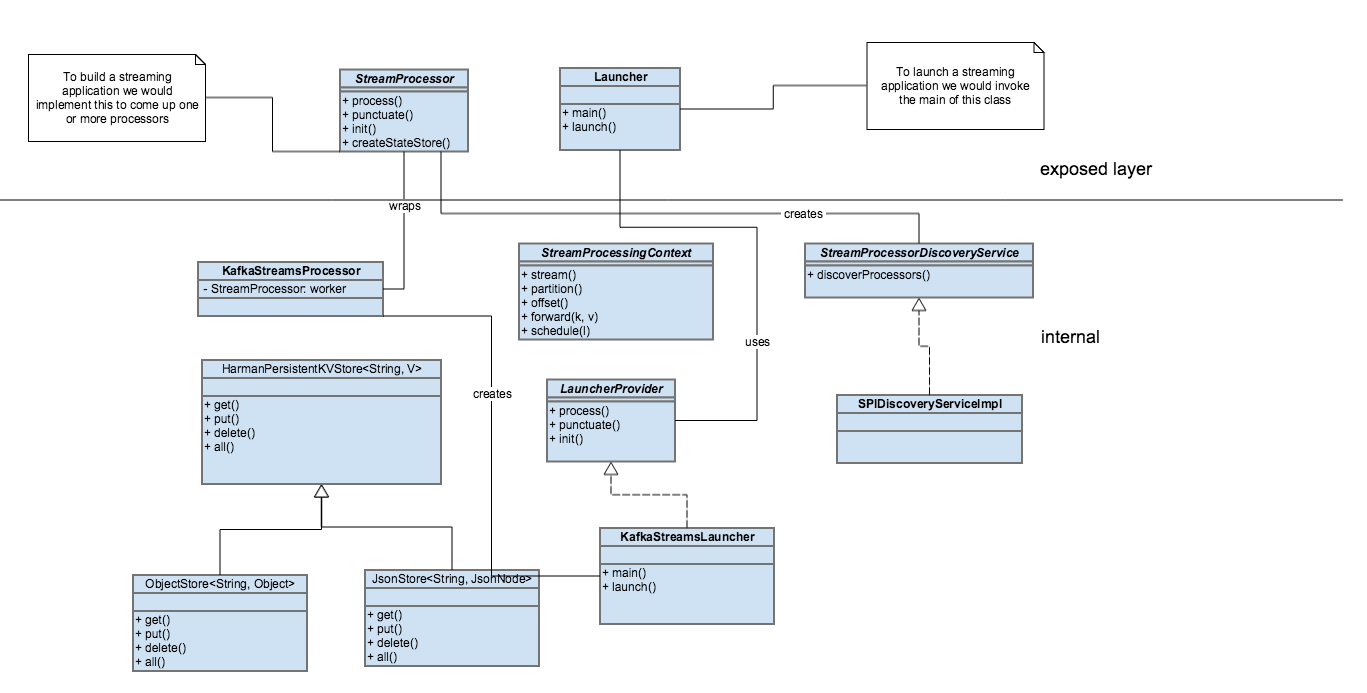 To build a streaming
application we would
implement this to come up one
or more processors
StreamProcessor
+ process()
+ punctuate()
+ init()
+ createStateStore()
Launcher
+ main()
+ launch()
To launch a streaming
application we would invoke
the main of this class
exposed layer
wraps
creates
KafkaStreamsProcessor
- StreamProcessor: worker
StreamProcessingContext
+ stream()
+ partition()
+ offset()
+ forward(k, v)
+ schedule(l)
StreamProcessorDiscoveryService
+ discoverProcessors()
internal
uses
HarmanPersistentKVStore<String, V>
+ get()
+ put()
+ delete()
+ all()
creates
LauncherProvider
+ process()
+ punctuate()
+ init()
SPIDiscoveryServiceImpl
KafkaStreamsLauncher
+ main()
+ launch()
ObjectStore<String, Object>
+ get()
+ put()
+ delete()
+ all()
JsonStore<String, JsonNode>
+ get()
+ put()
+ delete()
+ all()